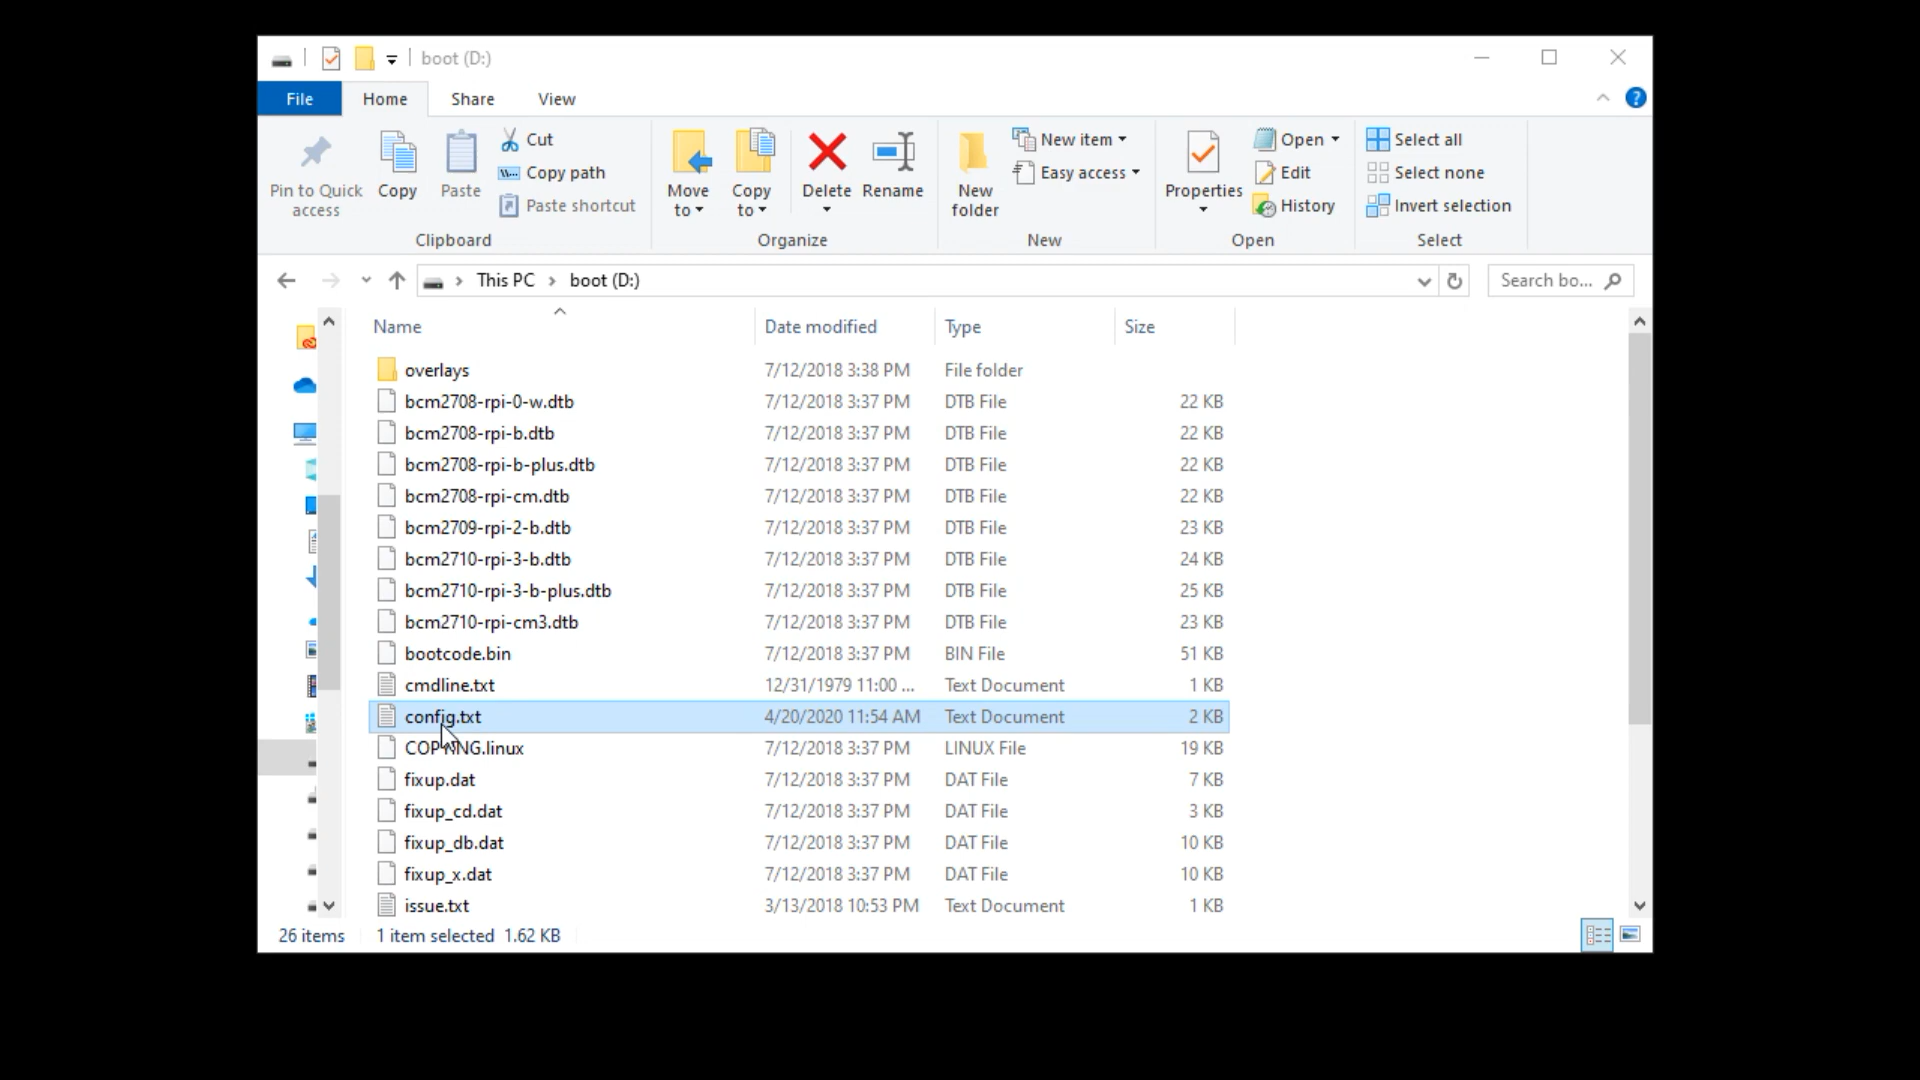 boot (D:)
File Home Share View
Pin to Quick access
Copy
Paste
Cut
Copy path
Paste shortcut
Clipboard
Move to
Copy to
Delete
Rename
Organize
New folder
New item
Easy access
New
Properties
Open
Edit
History
Open
Select all
Select none
Invert selection
Select
This PC > boot (D:)
Search bo...
Name Date modified Type Size
overlays 7/12/2018 3:38 PM File folder
bcm2708-rpi-0-w.dtb 7/12/2018 3:37 PM DTB File 22 KB
bcm2708-rpi-b.dtb 7/12/2018 3:37 PM DTB File 22 KB
bcm2708-rpi-b-plus.dtb 7/12/2018 3:37 PM DTB File 22 KB
bcm2708-rpi-cm.dtb 7/12/2018 3:37 PM DTB File 22 KB
bcm2709-rpi-2-b.dtb 7/12/2018 3:37 PM DTB File 23 KB
bcm2710-rpi-3-b.dtb 7/12/2018 3:37 PM DTB File 24 KB
bcm2710-rpi-3-b-plus.dtb 7/12/2018 3:37 PM DTB File 25 KB
bcm2710-rpi-cm3.dtb 7/12/2018 3:37 PM DTB File 23 KB
bootcode.bin 7/12/2018 3:37 PM BIN File 51 KB
cmdline.txt 12/31/1979 11:00 ... Text Document 1 KB
config.txt 4/20/2020 11:54 AM Text Document 2 KB
7/12/2018 3:37 PM LINUX File 19 KB
fixup.dat 7/12/2018 3:37 PM DAT File 7 KB
fixup_cd.dat 7/12/2018 3:37 PM DAT File 3 KB
fixup_db.dat 7/12/2018 3:37 PM DAT File 10 KB
fixup_x.dat 7/12/2018 3:37 PM DAT File 10 KB
issue.txt 3/13/2018 10:53 PM Text Document 1 KB
26 items 1 item selected 1.62 KB